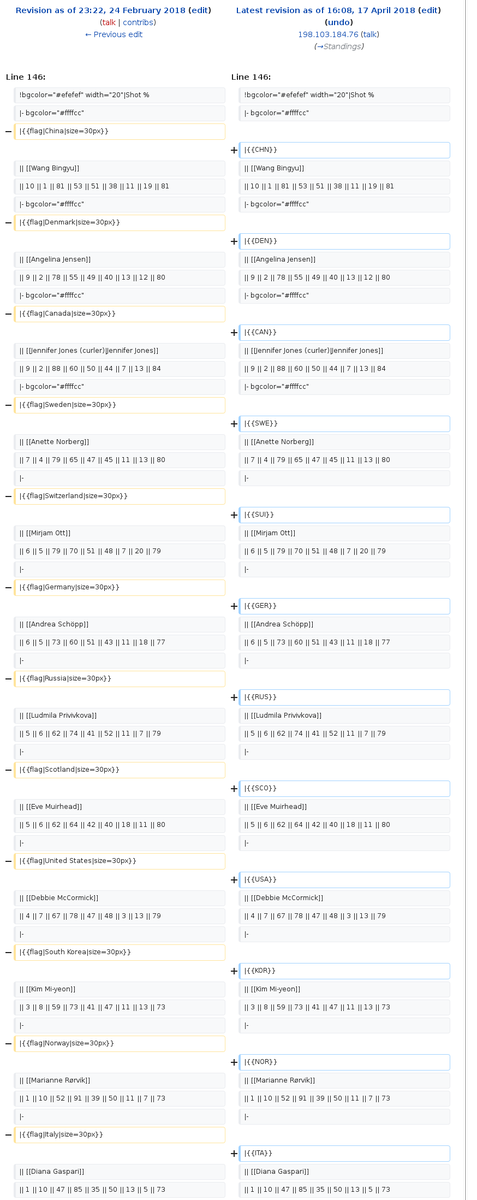 Revision as of 23:22, 24 February 2018 (edit)
(talk | contribs)
← Previous edit
Line 146:
!bgcolor="#efefef" width="20"|Shot %
|- bgcolor="#ffffcc"
− |{{flag|China|size=30px}}
|| [[Wang Bingyu]]
|| 10 || 1 || 81 || 53 || 51 || 38 || 11 || 19 || 81
|- bgcolor="#ffffcc"
− |{{flag|Denmark|size=30px}}
|| [[Angelina Jensen]]
|| 9 || 2 || 78 || 55 || 49 || 40 || 13 || 12 || 80
|- bgcolor="#ffffcc"
− |{{flag|Canada|size=30px}}
|| [[Jennifer Jones (curler)|Jennifer Jones]]
|| 9 || 2 || 88 || 60 || 50 || 44 || 7 || 13 || 84
|- bgcolor="#ffffcc"
− |{{flag|Sweden|size=30px}}
|| [[Anette Norberg]]
|| 7 || 4 || 79 || 65 || 47 || 45 || 11 || 13 || 80
|-
− |{{flag|Switzerland|size=30px}}
|| [[Mirjam Ott]]
|| 6 || 5 || 79 || 70 || 51 || 48 || 7 || 20 || 79
|-
− |{{flag|Germany|size=30px}}
|| [[Andrea Schöpp]]
|| 6 || 5 || 73 || 60 || 51 || 43 || 11 || 18 || 77
|-
− |{{flag|Russia|size=30px}}
|| [[Ludmila Privivkova]]
|| 5 || 6 || 62 || 74 || 41 || 52 || 11 || 7 || 79
|-
− |{{flag|Scotland|size=30px}}
|| [[Eve Muirhead]]
|| 5 || 6 || 62 || 64 || 42 || 40 || 18 || 11 || 80
|-
− |{{flag|United States|size=30px}}
|| [[Debbie McCormick]]
|| 4 || 7 || 67 || 78 || 47 || 48 || 3 || 13 || 79
|-
− |{{flag|South Korea|size=30px}}
|| [[Kim Mi-yeon]]
|| 3 || 8 || 59 || 73 || 41 || 47 || 11 || 13 || 73
|-
− |{{flag|Norway|size=30px}}
|| [[Marianne Rørvik]]
|| 1 || 10 || 52 || 91 || 39 || 50 || 11 || 7 || 73
|-
− |{{flag|Italy|size=30px}}
|| [[Diana Gaspari]]
|| 1 || 10 || 47 || 85 || 35 || 50 || 13 || 5 || 73
Latest revision as of 16:08, 17 April 2018 (edit)
(undo)
198.103.184.76 (talk)
(→Standings)
Line 146:
!bgcolor="#efefef" width="20"|Shot %
|- bgcolor="#ffffcc"
+ |{{CHN}}
|| [[Wang Bingyu]]
|| 10 || 1 || 81 || 53 || 51 || 38 || 11 || 19 || 81
|- bgcolor="#ffffcc"
+ |{{DEN}}
|| [[Angelina Jensen]]
|| 9 || 2 || 78 || 55 || 49 || 40 || 13 || 12 || 80
|- bgcolor="#ffffcc"
+ |{{CAN}}
|| [[Jennifer Jones (curler)|Jennifer Jones]]
|| 9 || 2 || 88 || 60 || 50 || 44 || 7 || 13 || 84
|- bgcolor="#ffffcc"
+ |{{SWE}}
|| [[Anette Norberg]]
|| 7 || 4 || 79 || 65 || 47 || 45 || 11 || 13 || 80
|-
+ |{{SUI}}
|| [[Mirjam Ott]]
|| 6 || 5 || 79 || 70 || 51 || 48 || 7 || 20 || 79
|-
+ |{{GER}}
|| [[Andrea Schöpp]]
|| 6 || 5 || 73 || 60 || 51 || 43 || 11 || 18 || 77
|-
+ |{{RUS}}
|| [[Ludmila Privivkova]]
|| 5 || 6 || 62 || 74 || 41 || 52 || 11 || 7 || 79
|-
+ |{{SCO}}
|| [[Eve Muirhead]]
|| 5 || 6 || 62 || 64 || 42 || 40 || 18 || 11 || 80
|-
+ |{{USA}}
|| [[Debbie McCormick]]
|| 4 || 7 || 67 || 78 || 47 || 48 || 3 || 13 || 79
|-
+ |{{KOR}}
|| [[Kim Mi-yeon]]
|| 3 || 8 || 59 || 73 || 41 || 47 || 11 || 13 || 73
|-
+ |{{NOR}}
|| [[Marianne Rørvik]]
|| 1 || 10 || 52 || 91 || 39 || 50 || 11 || 7 || 73
|-
+ |{{ITA}}
|| [[Diana Gaspari]]
|| 1 || 10 || 47 || 85 || 35 || 50 || 13 || 5 || 73